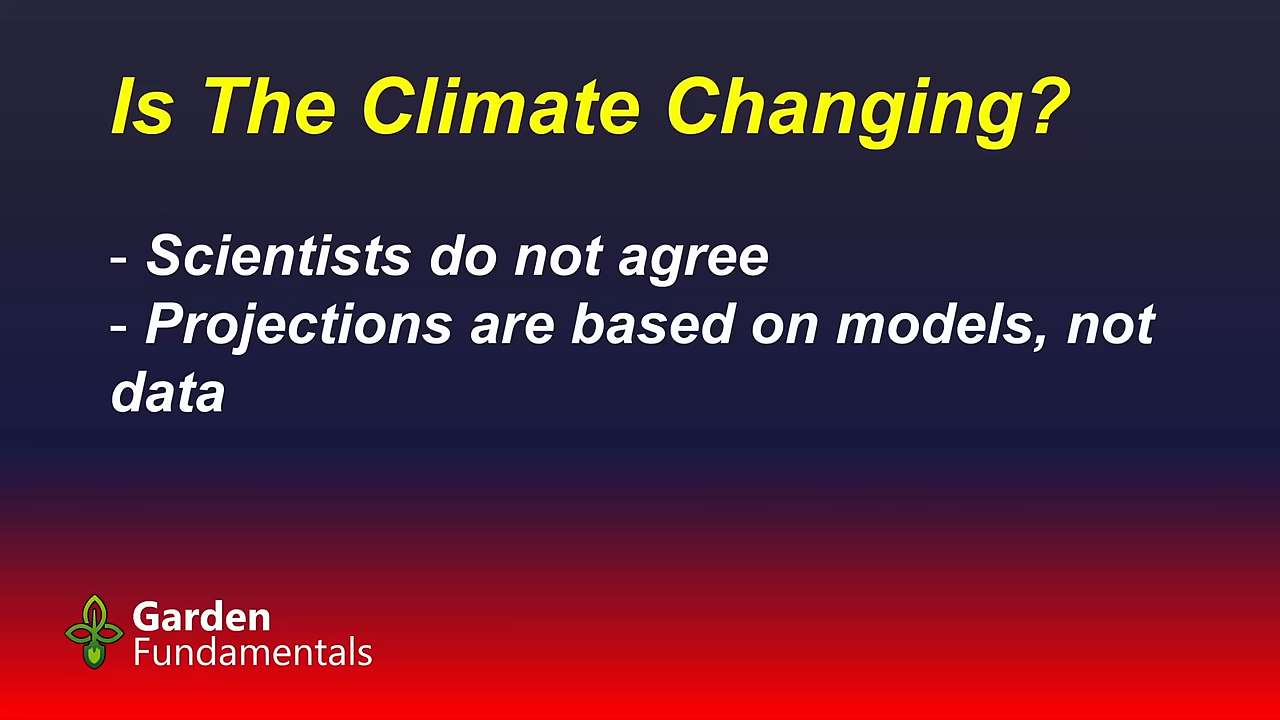 Is The Climate Changing?
- Scientists do not agree
- Projections are based on models, not
data
Garden
Fundamentals